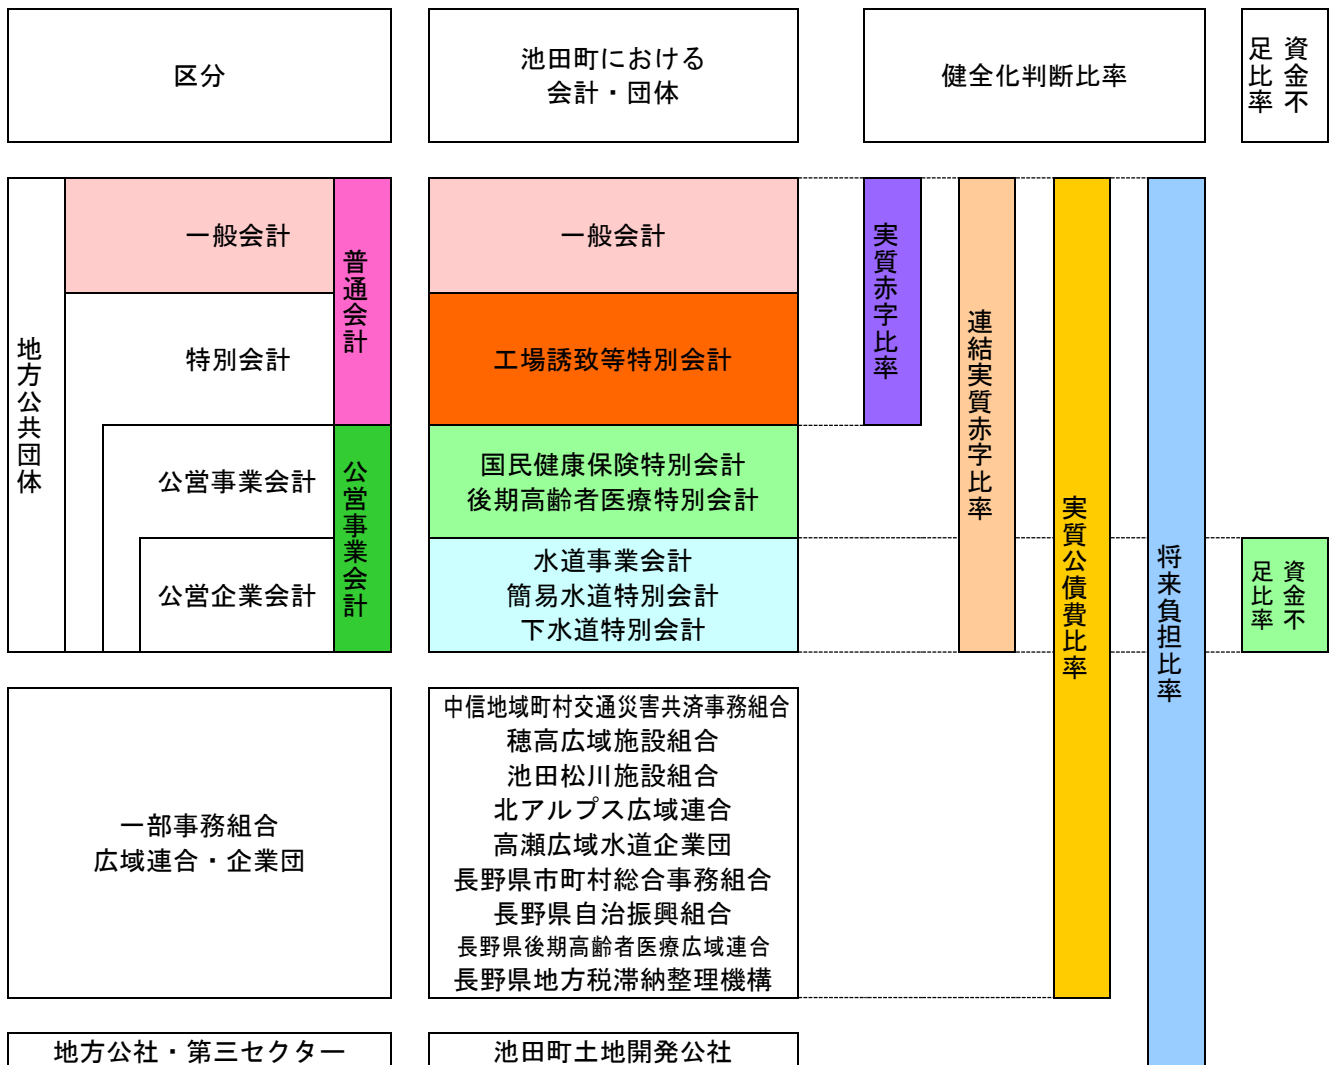 区分
池田町における
会計・団体
健全化判断比率
資金不
足比率
地方公共団体
一般会計
特別会計
公営事業会計
公営企業会計
普通会計
公営事業会計
一般会計
工場誘致等特別会計
国民健康保険特別会計
後期高齢者医療特別会計
水道事業会計
簡易水道特別会計
下水道特別会計
実質赤字比率
連結実質赤字比率
実質公債費比率
将来負担比率
資金不
足比率
一部事務組合
広域連合・企業団
中信地域町村交通災害共済事務組合
穂高広域施設組合
池田松川施設組合
北アルプス広域連合
高瀬広域水道企業団
長野県市町村総合事務組合
長野県自治振興組合
長野県後期高齢者医療広域連合
長野県地方税滞納整理機構
地方公社・第三セクター
池田町土地開発公社